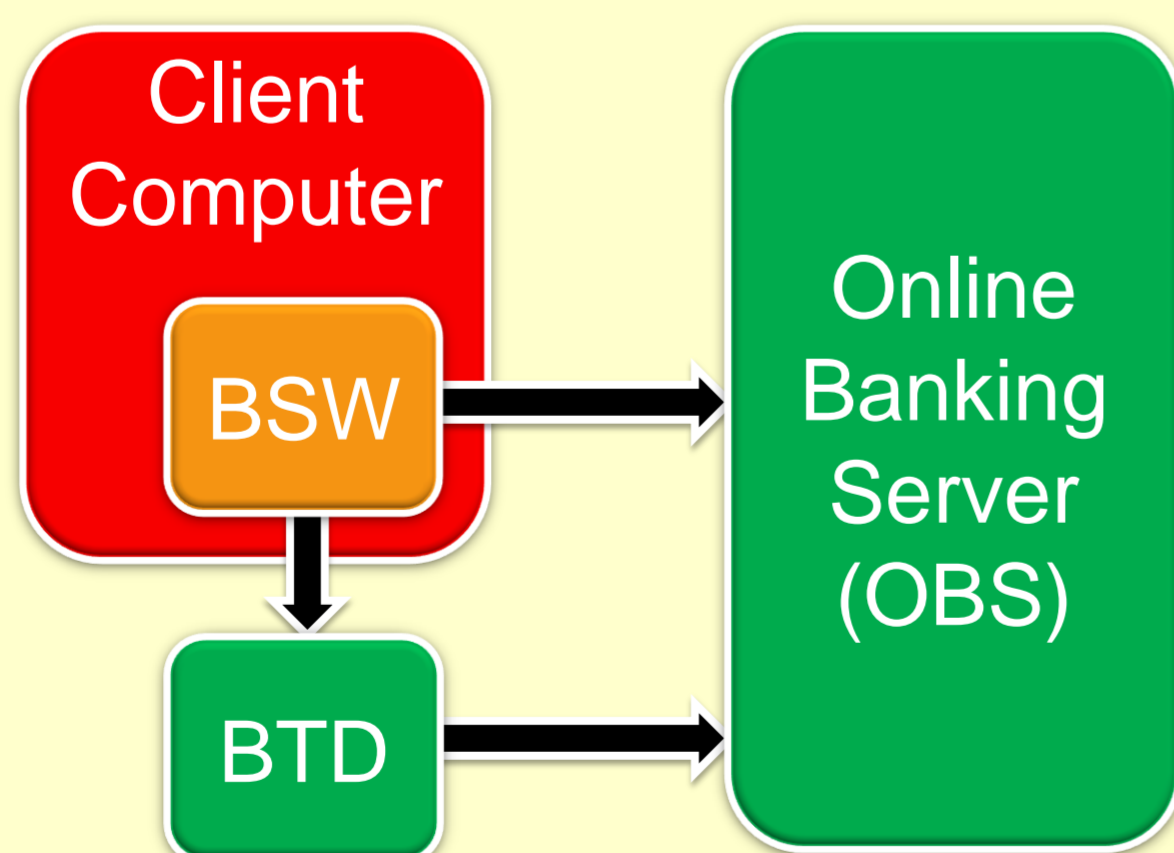 Client
Computer
BSW
BTD
Online
Banking
Server
(OBS)